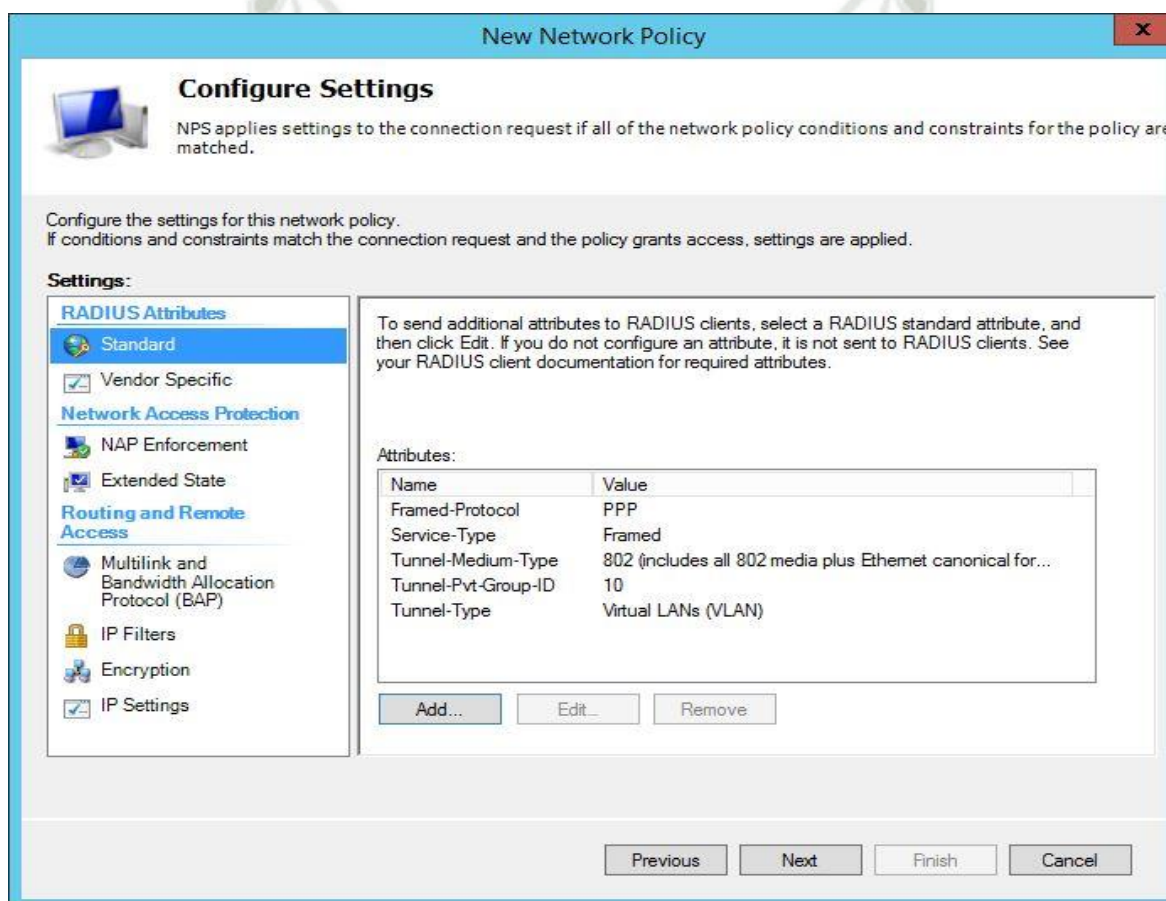 New Network Policy
x
Configure Settings
NPS applies settings to the connection request if all of the network policy conditions and constraints for the policy are
matched.
Configure the settings for this network policy.
If conditions and constraints match the connection request and the policy grants access, settings are applied.
Settings:
RADIUS Attributes
Standard
Vendor Specific
Network Access Protection
NAP Enforcement
Extended State
Routing and Remote
Access
Multilink and
Bandwidth Allocation
Protocol (BAP)
IP Filters
Encryption
IP Settings
To send additional attributes to RADIUS clients, select a RADIUS standard attribute, and
then click Edit. If you do not configure an attribute, it is not sent to RADIUS clients. See
your RADIUS client documentation for required attributes.
Attributes:
Name Value
Framed-Protocol PPP
Service-Type Framed
Tunnel-Medium-Type 802 (includes all 802 media plus Ethernet canonical for...
Tunnel-Pvt-Group-ID 10
Tunnel-Type Virtual LANs (VLAN)
Add... Edit... Remove
Previous Next Finish Cancel